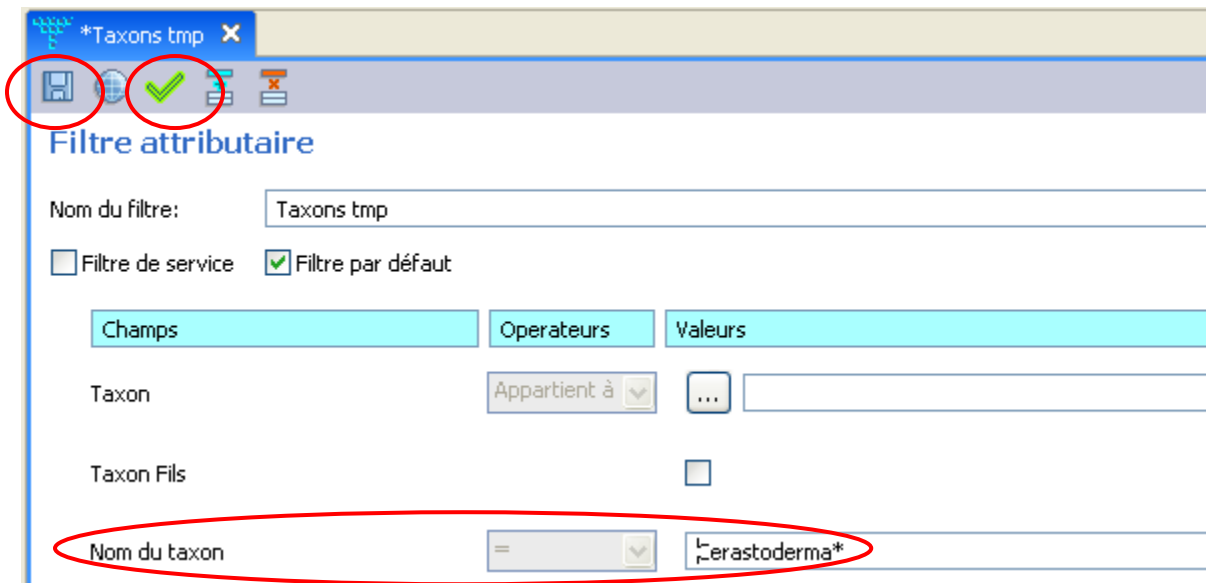 *Taxons tmp
Filtre attributaire
Nom du filtre: Taxons tmp
Filtre de service Filtre par défaut
Champs Operateurs Valeurs
Taxon Appartient à ...
Taxon Fils
Nom du taxon = Cerastoderma*